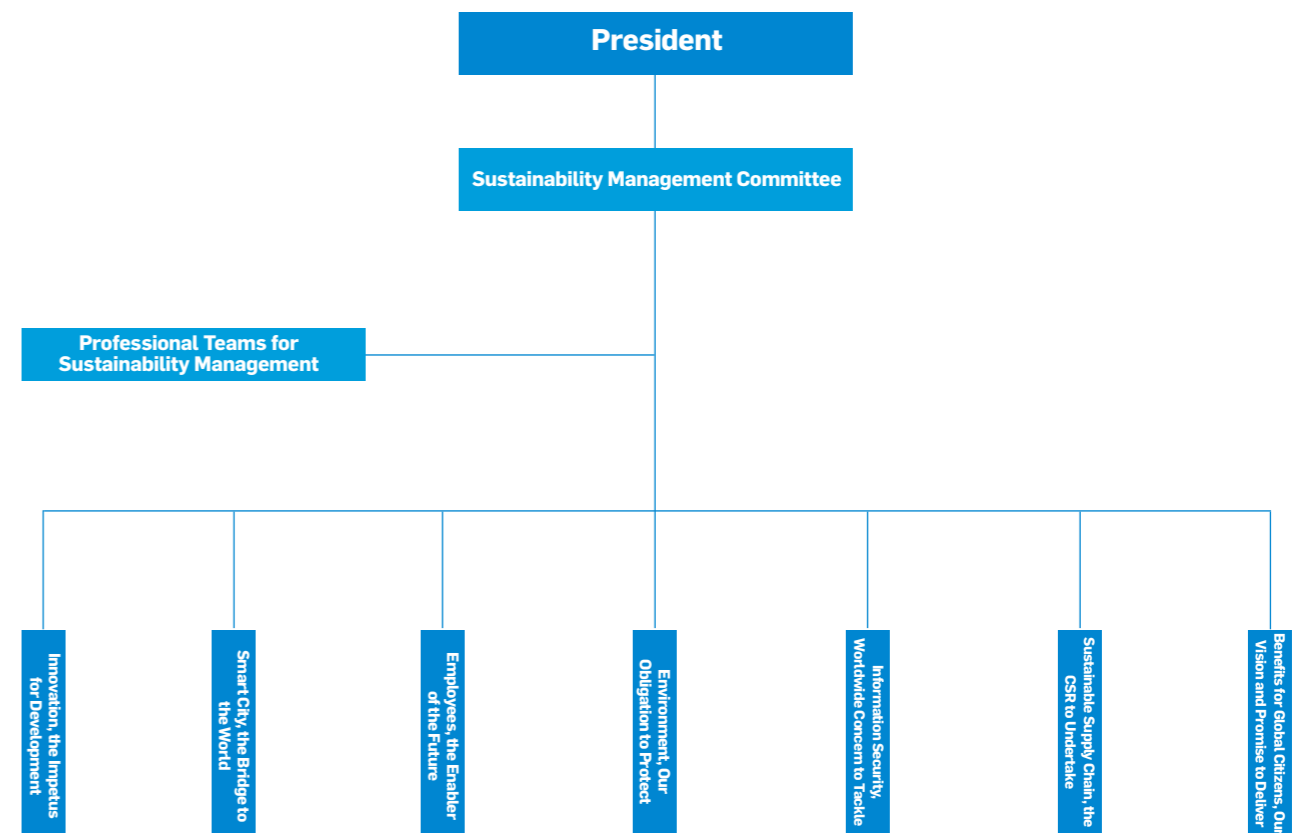 President
Sustainability Management Committee
Professional Teams for
Sustainability Management
Innovation, the Impetus
for Development
Smart City, the Bridge to
the World
Employees, the Enabler
of the Future
Environment, Our
Obligation to Protect
Information Security,
Worldwide Concern to Tackle
Sustainable Supply Chain, the
CSR to Undertake
Benefits for Global Citizens, Our
Vision and Promise to Deliver